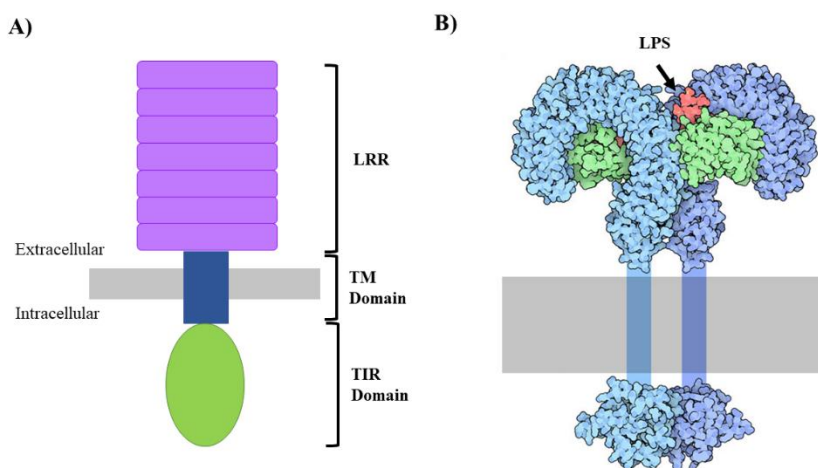 A)
LRR
Extracellular
TM
Domain
Intracellular
TIR
Domain
B)
LPS